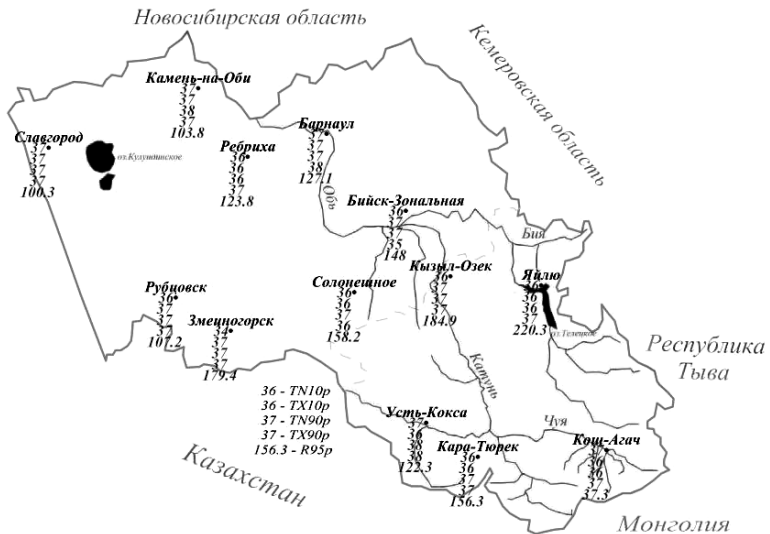 Новосибирская область
Кемеровская область
Камень-на-Оби
37
37
38
37
103.8
Славгород
37
37
37
37
100.3
оз.Кулундинское
Ребриха
36
36
36
37
123.8
Барнаул
37
37
37
38
127.1
Обь
Бийск-Зональная
36
37
37
35
148
Бия
Кызыл-Озек
36
37
37
37
184.9
Яйлю
36
36
36
37
220.3
оз.Телецкое
Солонешное
36
36
37
36
158.2
Рубцовск
36
37
37
37
107.2
Змеиногорск
34
37
37
37
179.4
Республика
Тыва
36 - TN10p
36 - TX10p
37 - TN90p
37 - TX90p
156.3 - R95p
Катунь
Усть-Кокса
37
36
38
38
122.3
Кара-Тюрек
36
36
37
37
156.3
Чуя
Кош-Агач
36
36
37
37.3
Казахстан
Монголия